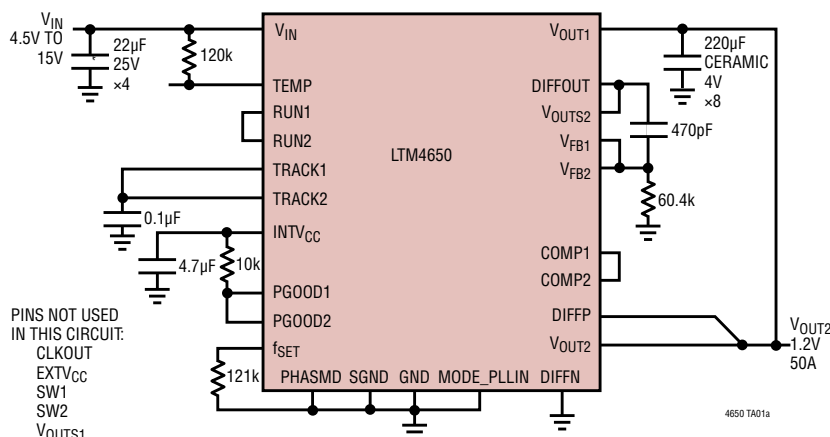 VIN
4.5V TO
15V
22µF
25V
×4
120k
0.1µF
4.7µF
10k
121k
VIN
TEMP
RUN1
RUN2
TRACK1
TRACK2
INTVCC
PGOOD1
PGOOD2
fSET
PHASMD SGND GND MODE_PLLIN DIFFN
LTM4650
VOUT1
DIFFOUT
VOUTS2
VFB1
VFB2
COMP1
COMP2
DIFFP
VOUT2
220µF
CERAMIC
4V
×8
470pF
60.4k
VOUT2
1.2V
50A
PINS NOT USED
IN THIS CIRCUIT:
CLKOUT
EXTVCC
SW1
SW2
VOUTS1
4650 TA01a